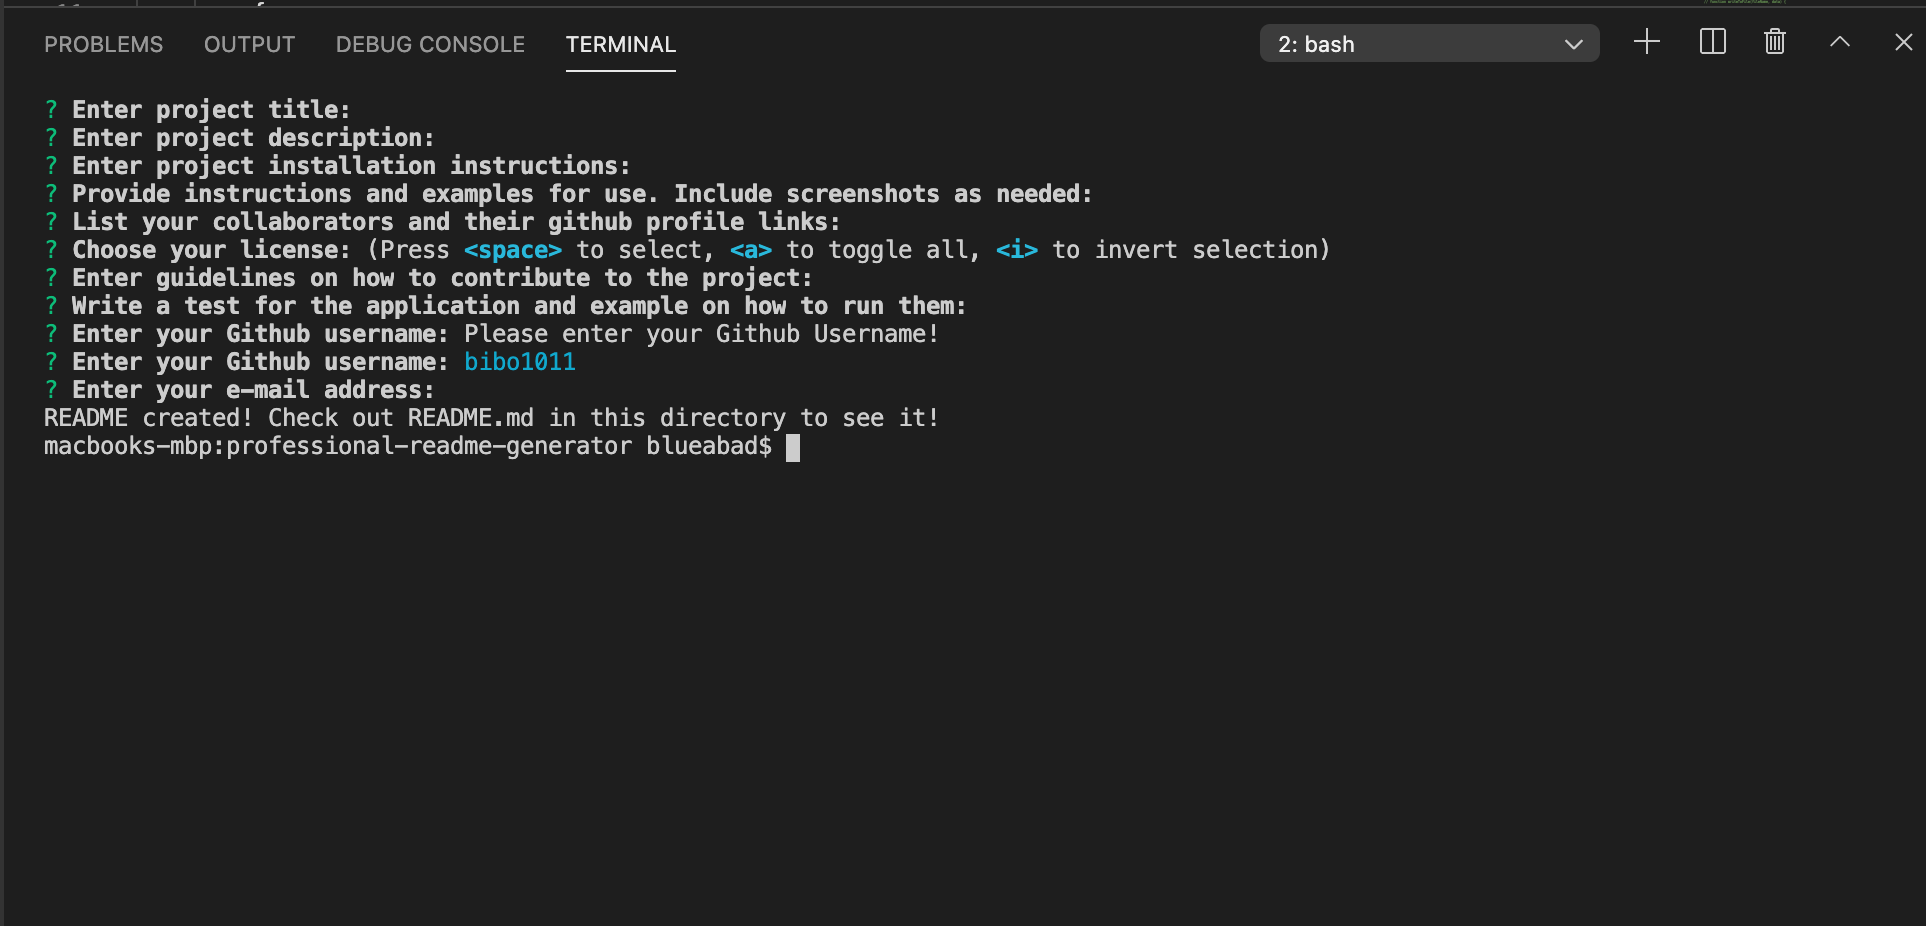 PROBLEMS OUTPUT DEBUG CONSOLE TERMINAL 2: bash
? Enter project title:
? Enter project description:
? Enter project installation instructions:
? Provide instructions and examples for use. Include screenshots as needed:
? List your collaborators and their github profile links:
? Choose your license: (Press <space> to select, <a> to toggle all, <i> to invert selection)
? Enter guidelines on how to contribute to the project:
? Write a test for the application and example on how to run them:
? Enter your Github username: Please enter your Github Username!
? Enter your Github username: bibo1011
? Enter your e-mail address:
README created! Check out README.md in this directory to see it!
macbooks-mbp:professional-readme-generator blueabad$